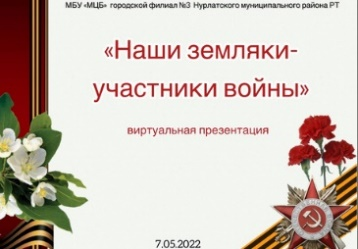 МБУ «МЦБ» городской филиал №3 Нурлатского муниципального района РТ
«Наши земляки-
участники войны»
виртуальная презентация
7.05.2022